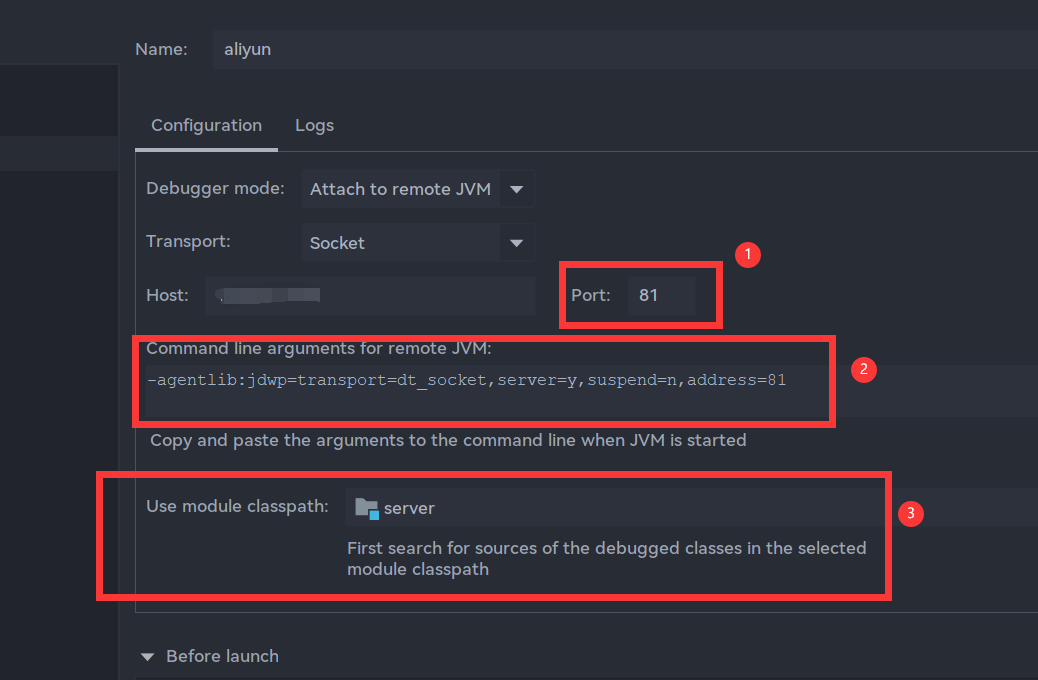 Name: aliyun
Configuration Logs
Debugger mode: Attach to remote JVM
Transport: Socket
1
Host: Port: 81
Command line arguments for remote JVM:
2
-agentlib:jdwp=transport=dt_socket,server=y,suspend=n,address=81
Copy and paste the arguments to the command line when JVM is started
Use module classpath: server
3
First search for sources of the debugged classes in the selected
module classpath
Before launch